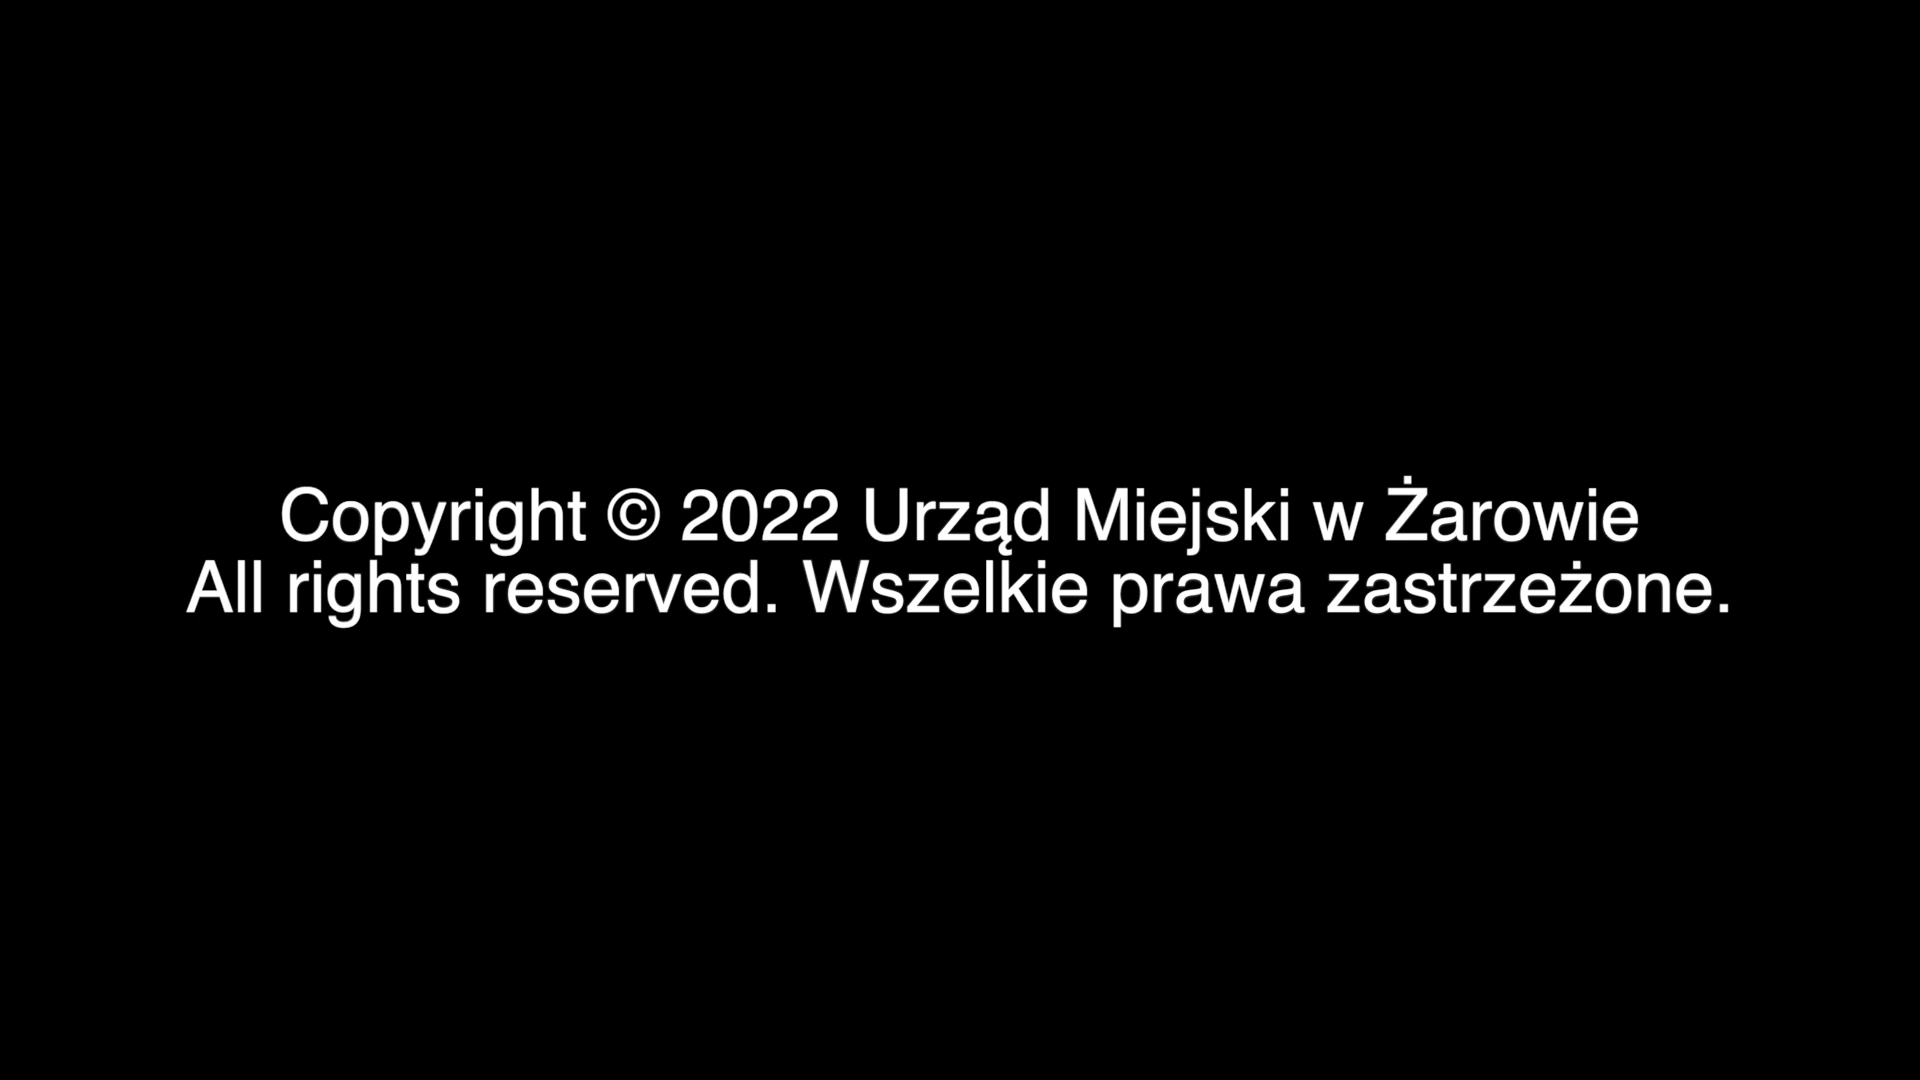 Copyright © 2022 Urząd Miejski w Żarowie
All rights reserved. Wszelkie prawa zastrzeżone.